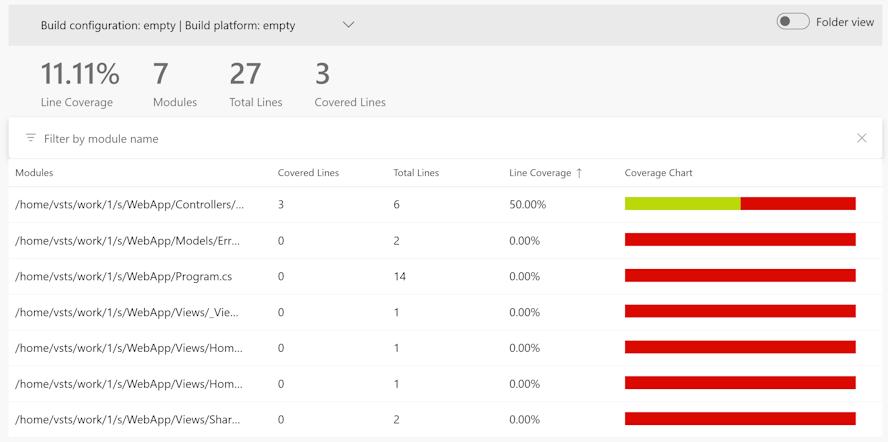 Build configuration: empty | Build platform: empty Folder view
11.11% 7 27 3
Line Coverage Modules Total Lines Covered Lines
Filter by module name
Modules Covered Lines Total Lines Line Coverage ↑ Coverage Chart
/home/vsts/work/1/s/WebApp/Controllers/... 3 6 50.00%
/home/vsts/work/1/s/WebApp/Models/Err... 0 2 0.00%
/home/vsts/work/1/s/WebApp/Program.cs 0 14 0.00%
/home/vsts/work/1/s/WebApp/Views/_Vie... 0 1 0.00%
/home/vsts/work/1/s/WebApp/Views/Hom... 0 1 0.00%
/home/vsts/work/1/s/WebApp/Views/Hom... 0 1 0.00%
/home/vsts/work/1/s/WebApp/Views/Shar... 0 2 0.00%